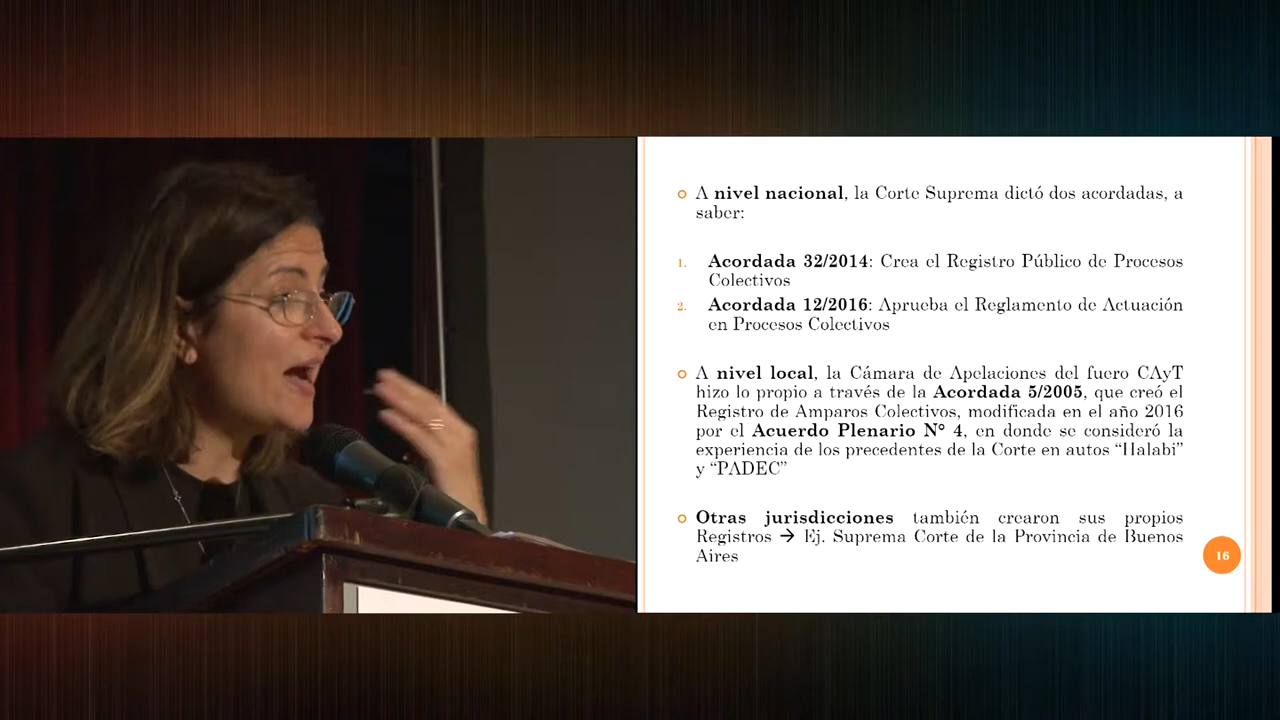 A nivel nacional, la Corte Suprema dictó dos acordadas, a
saber:
1. Acordada 32/2014: Crea el Registro Público de Procesos
Colectivos
2. Acordada 12/2016: Aprueba el Reglamento de Actuación
en Procesos Colectivos
A nivel local, la Cámara de Apelaciones del fuero CAyT
hizo lo propio a través de la Acordada 5/2005, que creó el
Registro de Amparos Colectivos, modificada en el año 2016
por el Acuerdo Plenario N° 4, en donde se consideró la
experiencia de los precedentes de la Corte en autos “Halabi”
y “PADEC”
Otras jurisdicciones también crearon sus propios
Registros → Ej. Suprema Corte de la Provincia de Buenos
Aires
16